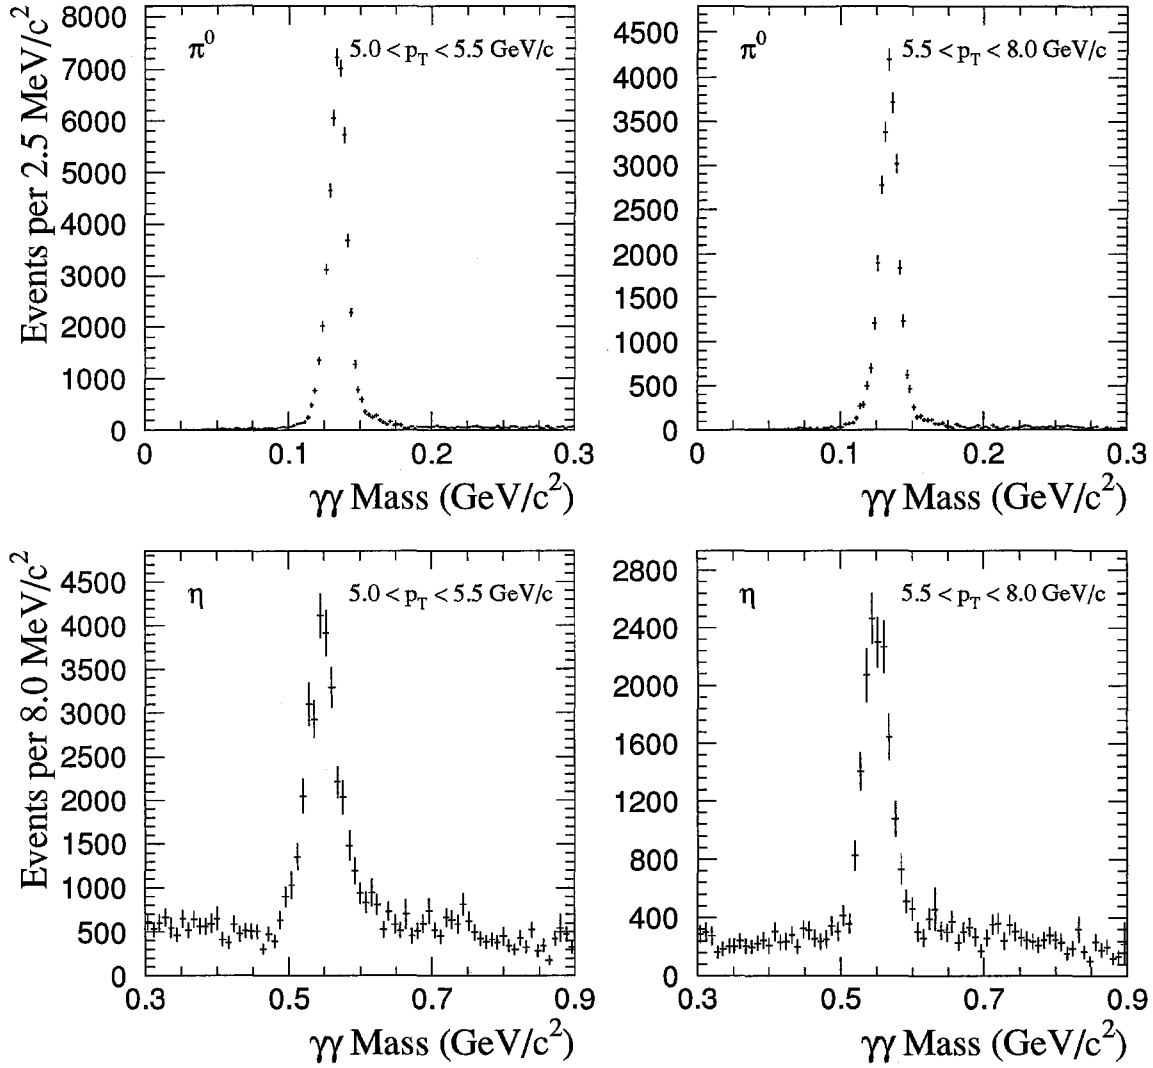 Events per 2.5 MeV/c²
8000
7000
6000
5000
4000
3000
2000
1000
0
π⁰
5.0 < p_T < 5.5 GeV/c
0 0.1 0.2 0.3
γγ Mass (GeV/c²)
4500
4000
3500
3000
2500
2000
1500
1000
500
0
π⁰
5.5 < p_T < 8.0 GeV/c
0 0.1 0.2 0.3
γγ Mass (GeV/c²)
Events per 8.0 MeV/c²
4500
4000
3500
3000
2500
2000
1500
1000
500
0
η
5.0 < p_T < 5.5 GeV/c
0.3 0.5 0.7 0.9
γγ Mass (GeV/c²)
2800
2400
2000
1600
1200
800
400
0
η
5.5 < p_T < 8.0 GeV/c
0.3 0.5 0.7 0.9
γγ Mass (GeV/c²)